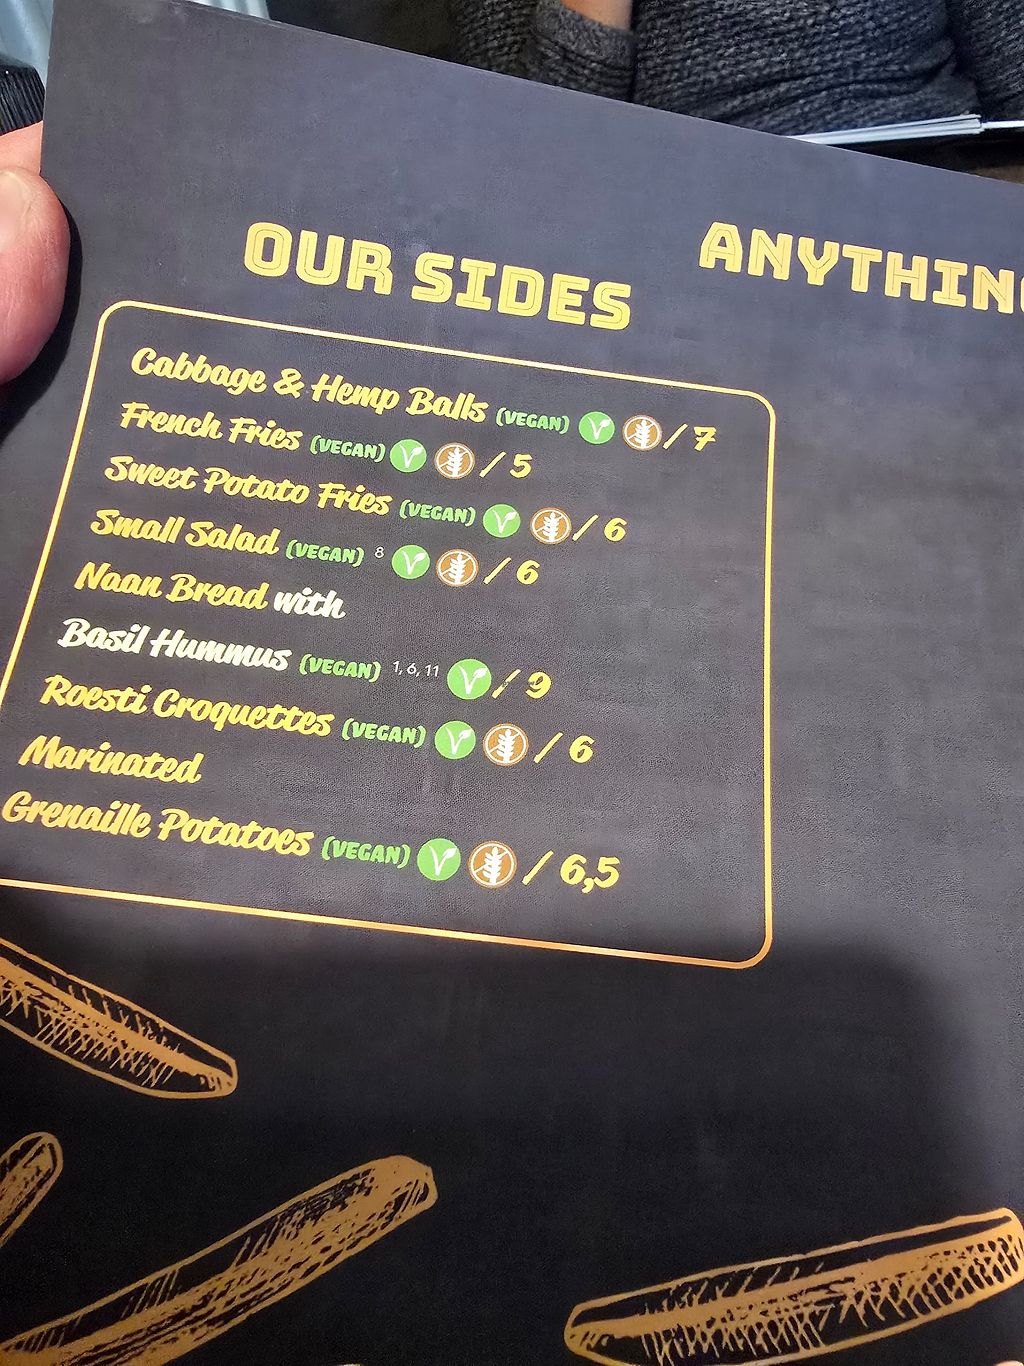 OUR SIDES
Cabbage & Hemp Balls (VEGAN) / 7
French Fries (VEGAN) / 5
Sweet Potato Fries (VEGAN) / 6
Small Salad (VEGAN) 8 / 6
Naan Bread with
Basil Hummus (VEGAN) 1, 6, 11 / 9
Roesti Croquettes (VEGAN) / 6
Marinated
Grenaille Potatoes (VEGAN) / 6,5
ANYTHING